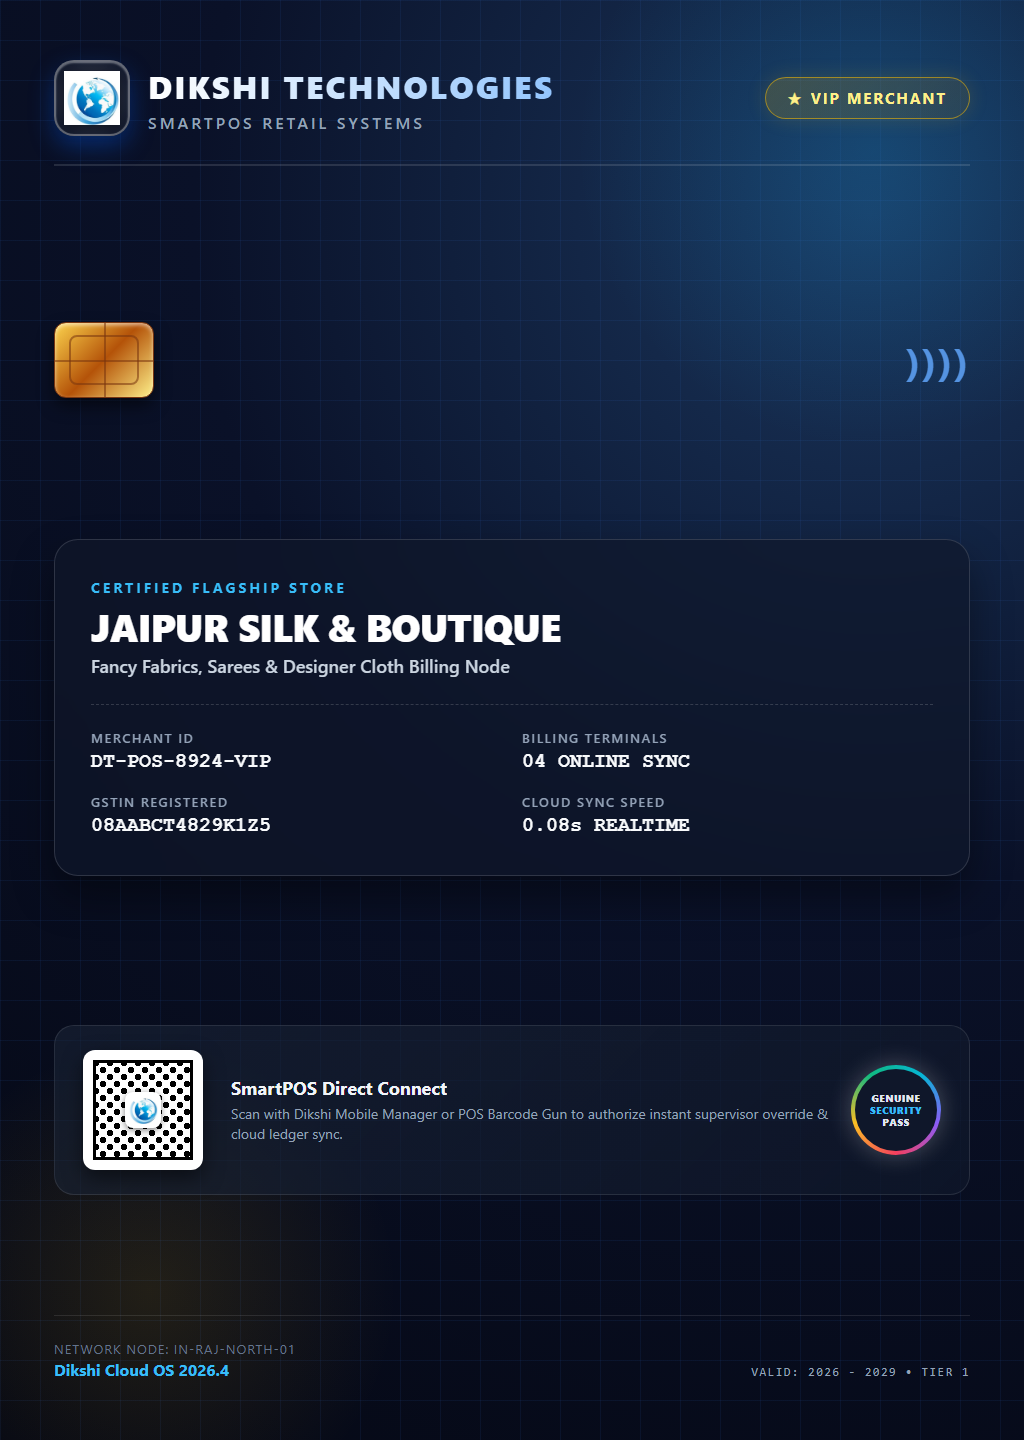 DIKSHI TECHNOLOGIES
SMARTPOS RETAIL SYSTEMS
★ VIP MERCHANT
))))
CERTIFIED FLAGSHIP STORE
JAIPUR SILK & BOUTIQUE
Fancy Fabrics, Sarees & Designer Cloth Billing Node
MERCHANT ID
DT-POS-8924-VIP
BILLING TERMINALS
04 ONLINE SYNC
GSTIN REGISTERED
08AABCT4829K1Z5
CLOUD SYNC SPEED
0.08s REALTIME
SmartPOS Direct Connect
Scan with Dikshi Mobile Manager or POS Barcode Gun to authorize instant supervisor override &
cloud ledger sync.
GENUINE
SECURITY
PASS
NETWORK NODE: IN-RAJ-NORTH-01
Dikshi Cloud OS 2026.4
VALID: 2026 - 2029 • TIER 1